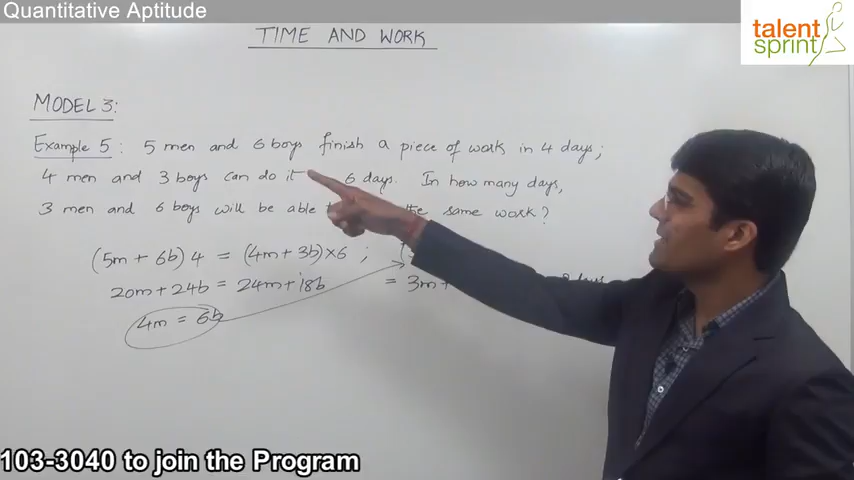 Quantitative Aptitude
talent
sprint
TIME AND WORK
MODEL 3:
Example 5 : 5 men and 6 boys finish a piece of work in 4 days;
4 men and 3 boys can do it 6 days. In how many days,
3 men and 6 boys will be able the same work?
(5m + 6b) 4 = (4m + 3b)×6 ;
20m + 24b = 24m + 18b = 3m+ days
4m = 6b
103-3040 to join the Program